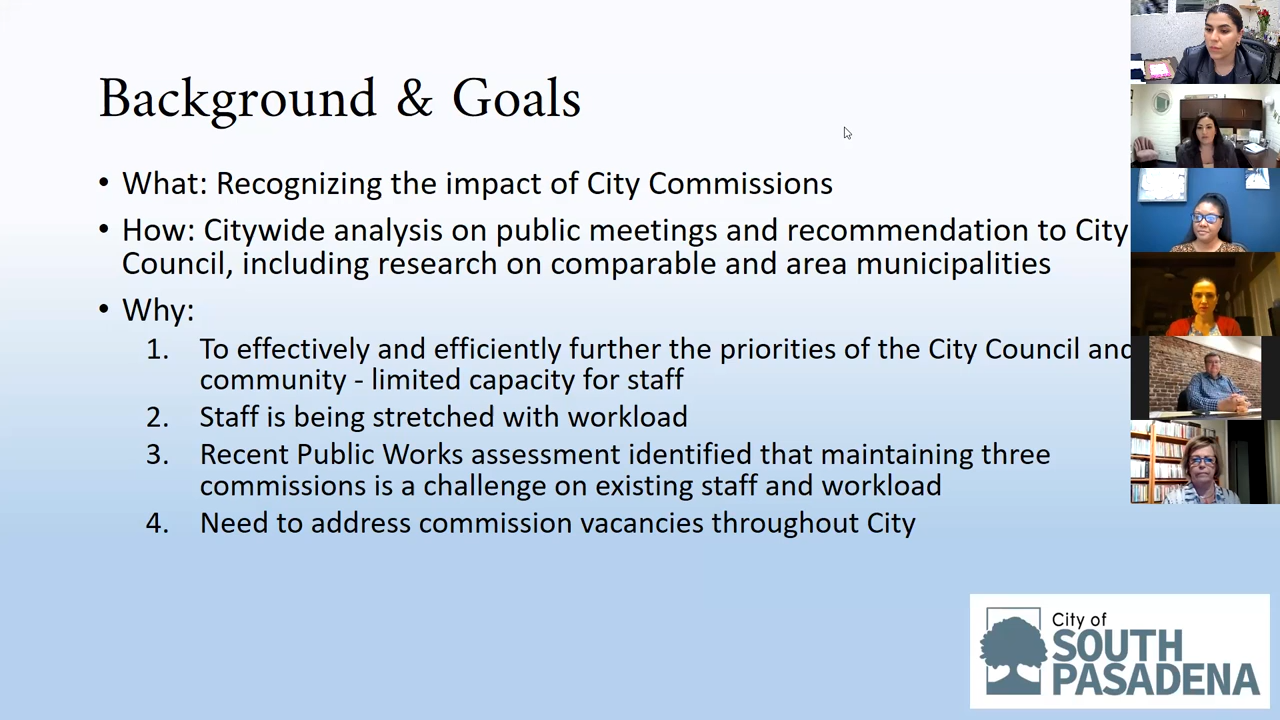 Background & Goals
• What: Recognizing the impact of City Commissions
• How: Citywide analysis on public meetings and recommendation to City
Council, including research on comparable and area municipalities
• Why:
1. To effectively and efficiently further the priorities of the City Council and
community - limited capacity for staff
2. Staff is being stretched with workload
3. Recent Public Works assessment identified that maintaining three
commissions is a challenge on existing staff and workload
4. Need to address commission vacancies throughout City
City of
SOUTH
PASADENA